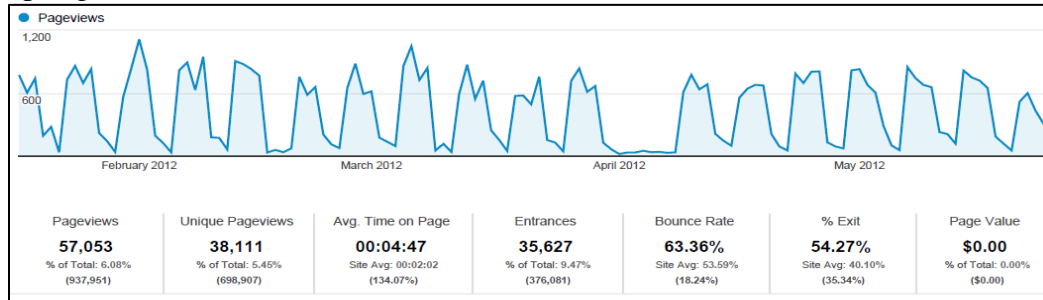 Pageviews
1,200
600
February 2012 March 2012 April 2012 May 2012
Pageviews Unique Pageviews Avg. Time on Page Entrances Bounce Rate % Exit Page Value
57,053 38,111 00:04:47 35,627 63.36% 54.27% $0.00
% of Total: 6.08% % of Total: 5.45% Site Avg: 00:02:02 % of Total: 9.47% Site Avg: 53.59% Site Avg: 40.10% % of Total: 0.00%
(937,951) (698,907) (134.07%) (376,081) (18.24%) (35.34%) ($0.00)